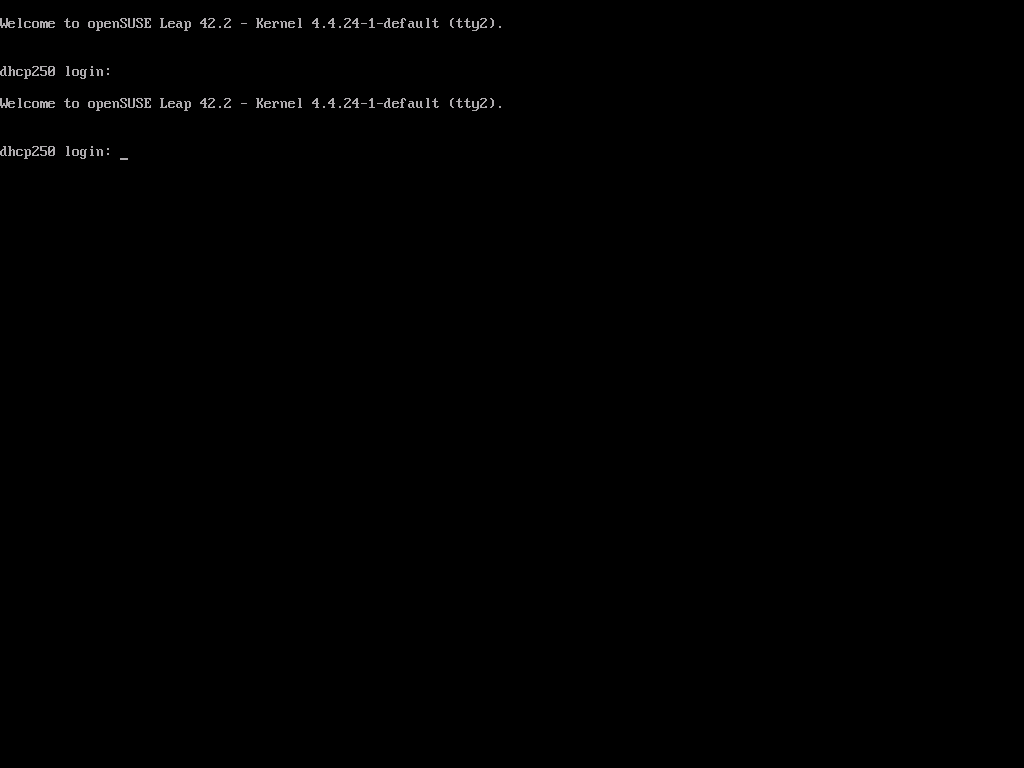 Welcome to openSUSE Leap 42.2 - Kernel 4.4.24-1-default (tty2).
dhcp250 login:
Welcome to openSUSE Leap 42.2 - Kernel 4.4.24-1-default (tty2).
dhcp250 login: _